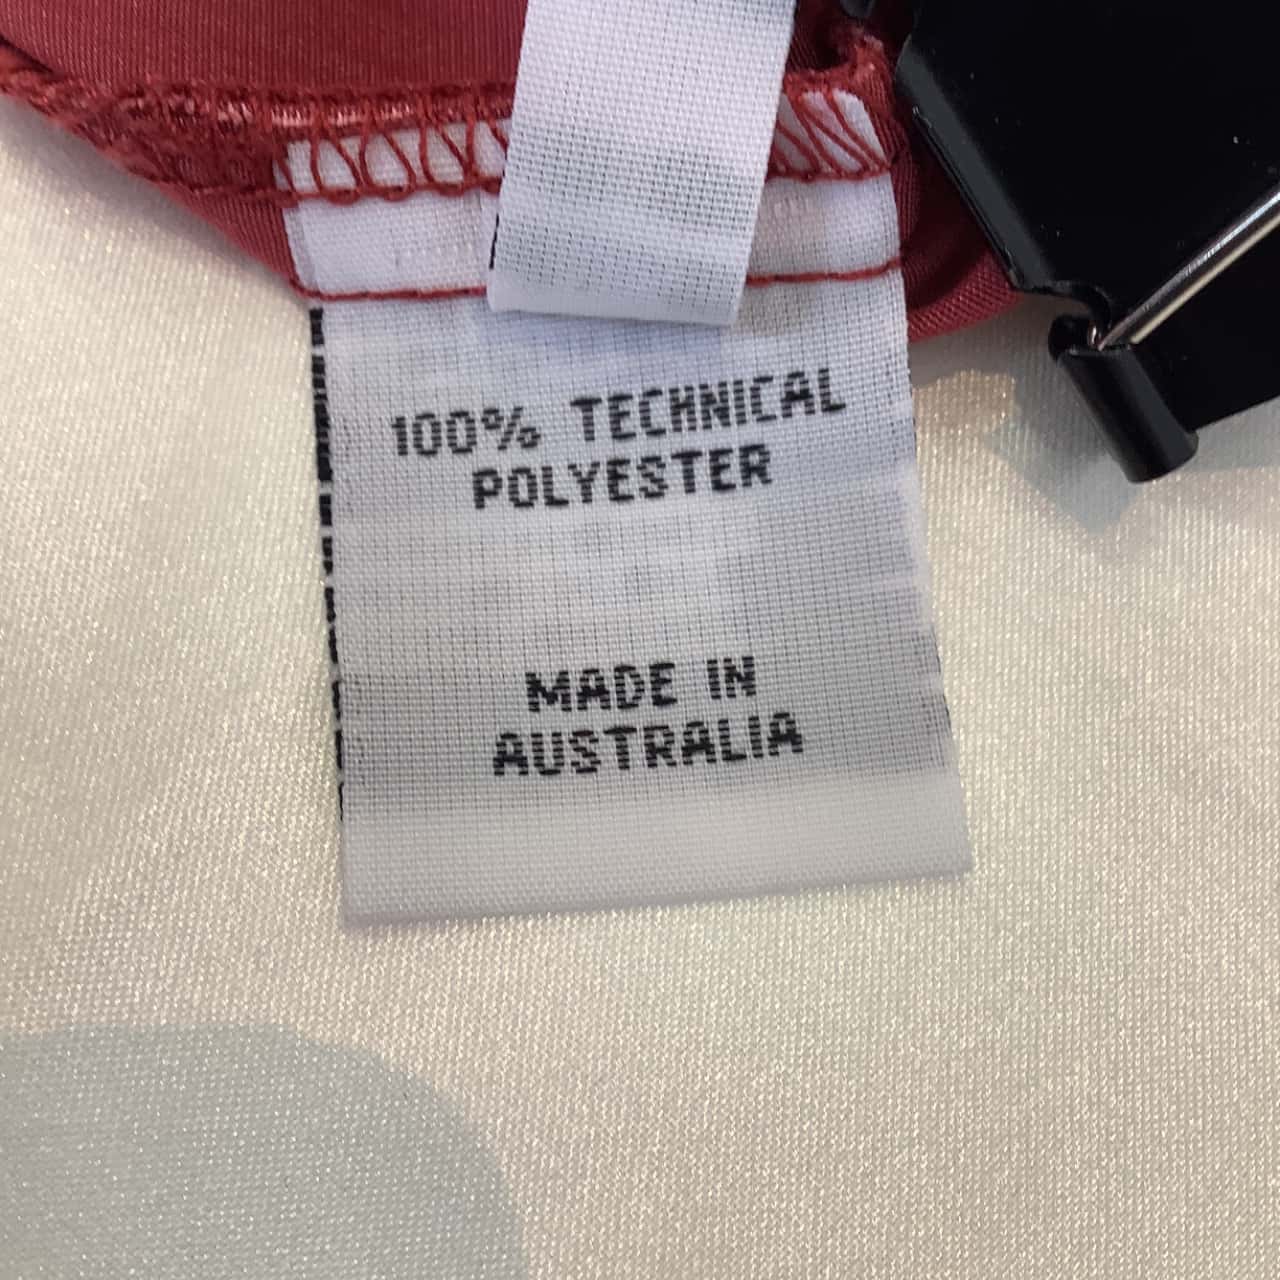 100% TECHNICAL
POLYESTER
MADE IN
AUSTRALIA